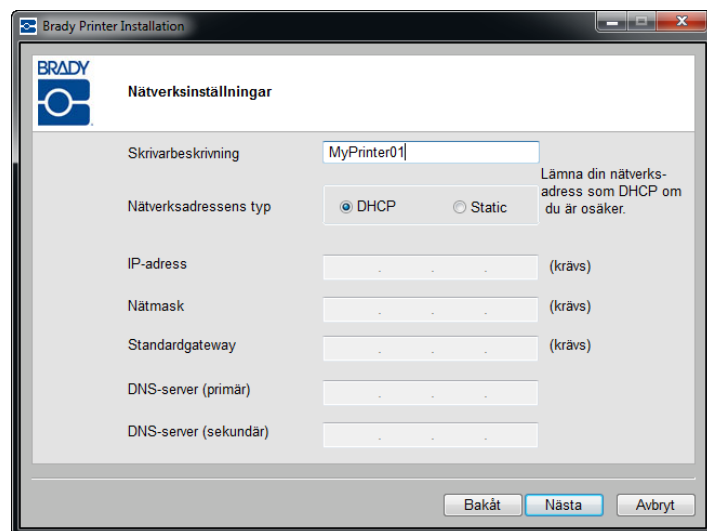 Brady Printer Installation
BRADY
Nätverksinställningar
Skrivarbeskrivning MyPrinter01
Lämna din nätverks-
adress som DHCP om
du är osäker.
Nätverksadressens typ DHCP Static
IP-adress . . . (krävs)
Nätmask . . . (krävs)
Standardgateway . . . (krävs)
DNS-server (primär) . . .
DNS-server (sekundär) . . .
Bakåt Nästa Avbryt